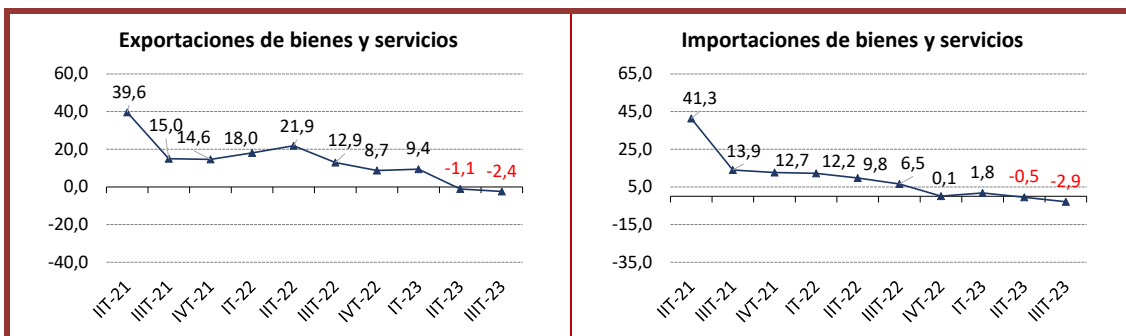 Exportaciones de bienes y servicios
60,0
40,0
20,0
0,0
-20,0
-40,0
39,6
15,0
14,6
18,0
21,9
12,9
8,7
9,4
-1,1
-2,4
IIT-21
IIIT-21
IVT-21
IT-22
IIT-22
IIIT-22
IVT-22
IT-23
IIT-23
IIIT-23
Importaciones de bienes y servicios
65,0
45,0
25,0
5,0
-15,0
-35,0
41,3
13,9
12,7
12,2
9,8
6,5
0,1
1,8
-0,5
-2,9
IIT-21
IIIT-21
IVT-21
IT-22
IIT-22
IIIT-22
IVT-22
IT-23
IIT-23
IIIT-23